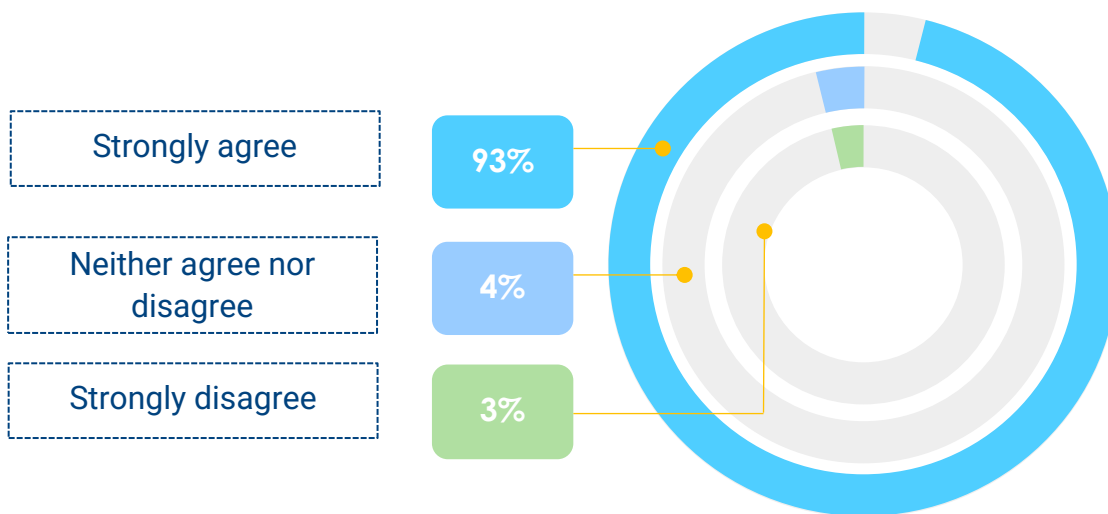 Strongly agree
93%
Neither agree nor
disagree
4%
Strongly disagree
3%